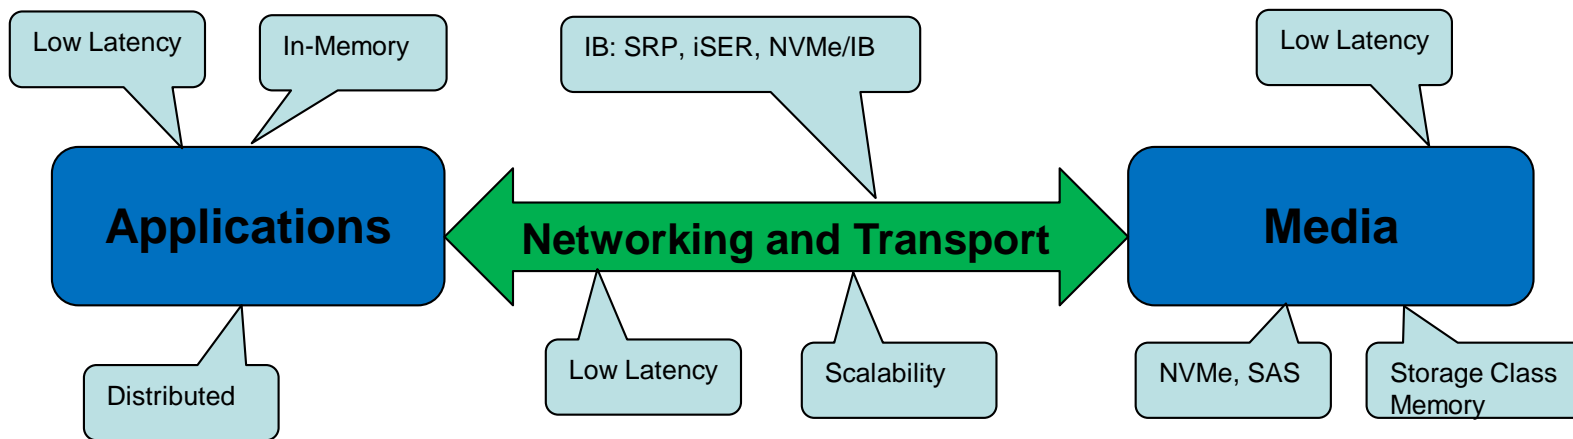 Low Latency
In-Memory
IB: SRP, iSER, NVMe/IB
Low Latency
Applications
Networking and Transport
Media
Distributed
Low Latency
Scalability
NVMe, SAS
Storage Class
Memory